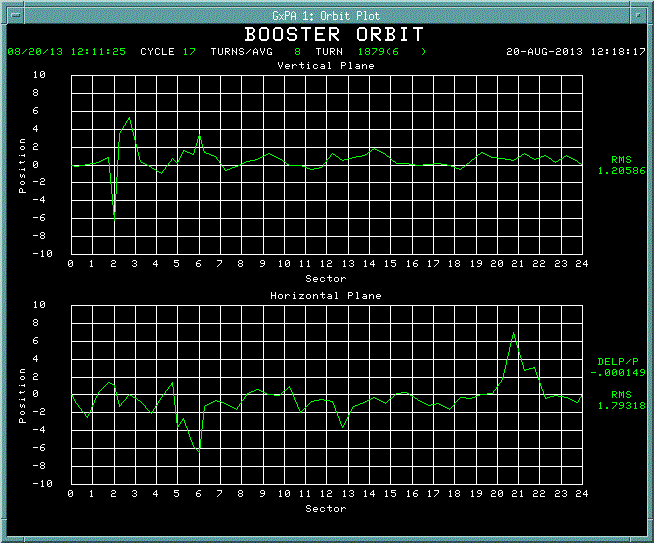 GxPA 1: Orbit Plot
BOOSTER ORBIT
08/20/13 12:11:25 CYCLE 17 TURNS/AVG 8 TURN 1879(6 ) 20-AUG-2013 12:18:17
Vertical Plane
10
8
6
4
2
0
-2
-4
-6
-8
-10
Position
RMS
1.20586
0 1 2 3 4 5 6 7 8 9 10 11 12 13 14 15 16 17 18 19 20 21 22 23 24
Sector
Horizontal Plane
10
8
6
4
2
0
-2
-4
-6
-8
-10
Position
DELP/P
-.000149
RMS
1.79318
0 1 2 3 4 5 6 7 8 9 10 11 12 13 14 15 16 17 18 19 20 21 22 23 24
Sector